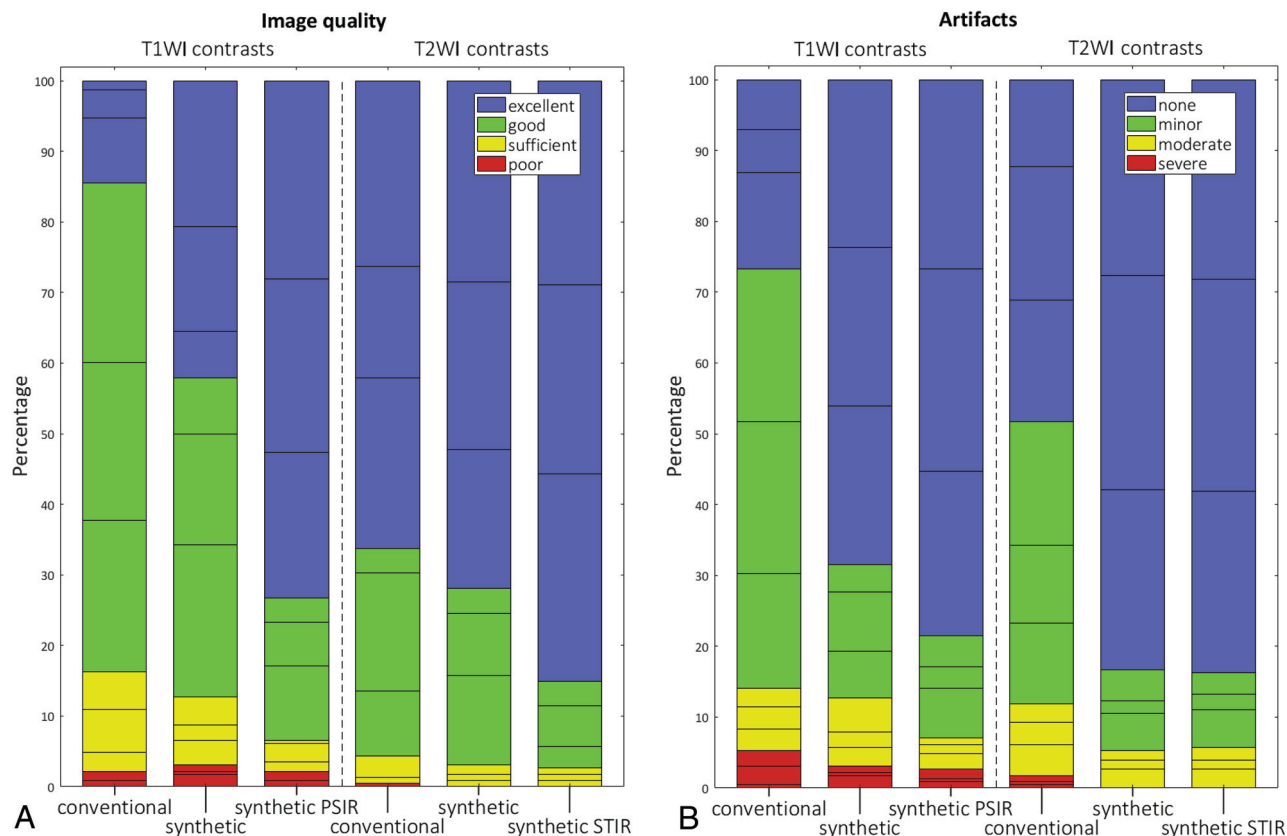 Image quality
T1WI contrasts
T2WI contrasts
100
90
80
70
60
50
40
30
20
10
0
Percentage
excellent
good
sufficient
poor
A
conventional
synthetic
synthetic PSIR
conventional
synthetic
synthetic STIR
Artifacts
T1WI contrasts
T2WI contrasts
100
90
80
70
60
50
40
30
20
10
0
Percentage
none
minor
moderate
severe
B
conventional
synthetic
synthetic PSIR
conventional
synthetic
synthetic STIR